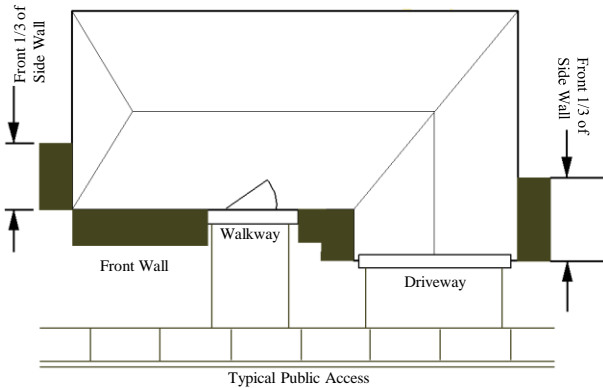 Front 1/3 of
Side Wall
Front 1/3 of
Side Wall
Walkway
Front Wall
Driveway
Typical Public Access